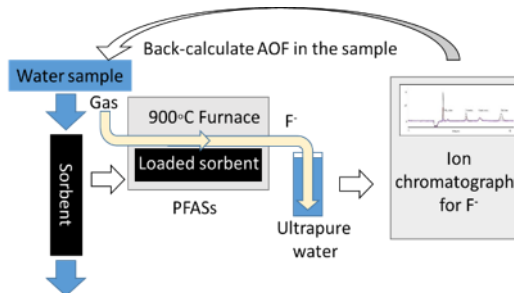 Back-calculate AOF in the sample
Water sample
Gas
900°C Furnace
F-
Loaded sorbent
Sorbent
PFASs
Ultrapure
water
Ion
chromatograph
for F-